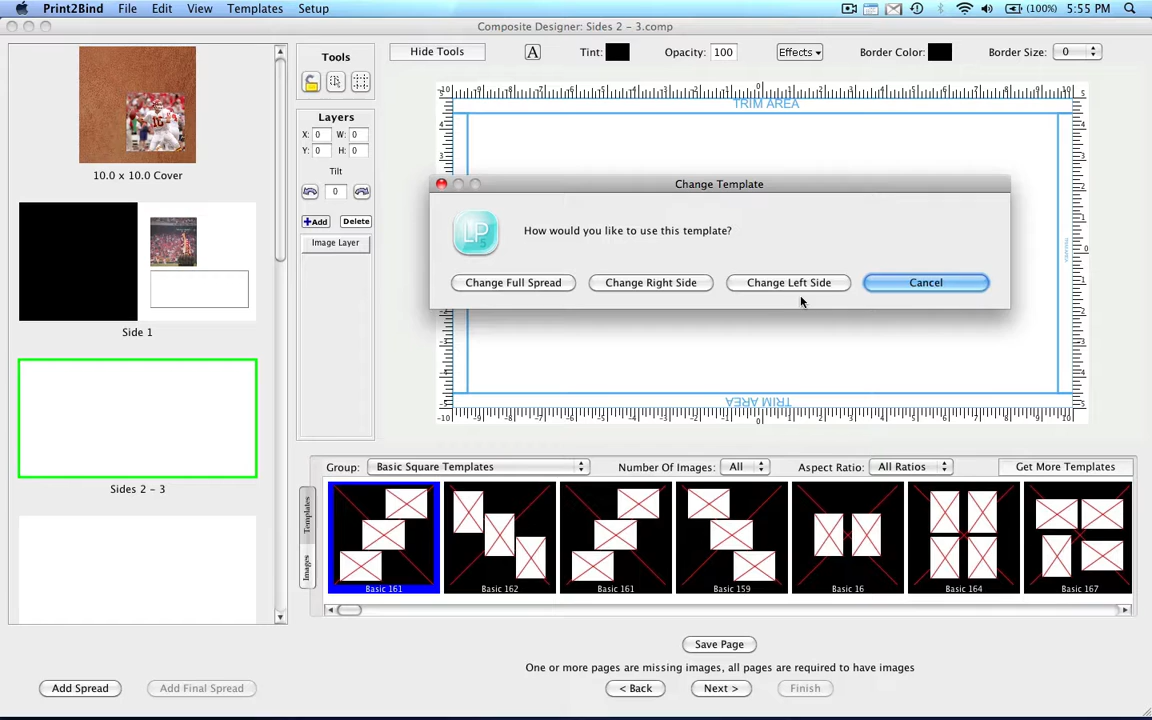 Print2Bind File Edit View Templates Setup (100%) 5:55 PM
Composite Designer: Sides 2 - 3.comp
Tools
Hide Tools A Tint: Opacity: 100 Effects Border Color: Border Size: 0
10.0 x 10.0 Cover
Side 1
Sides 2 - 3
Layers
X: 0 W: 0
Y: 0 H: 0
Tilt
0
+Add Delete
Image Layer
TRIM AREA
TRIM AREA
Change Template
LP
How would you like to use this template?
Change Full Spread Change Right Side Change Left Side Cancel
Group: Basic Square Templates Number Of Images: All Aspect Ratio: All Ratios Get More Templates
Templates
Images
Basic 161 Basic 162 Basic 161 Basic 159 Basic 16 Basic 164 Basic 167
Save Page
One or more pages are missing images, all pages are required to have images
Add Spread Add Final Spread < Back Next > Finish